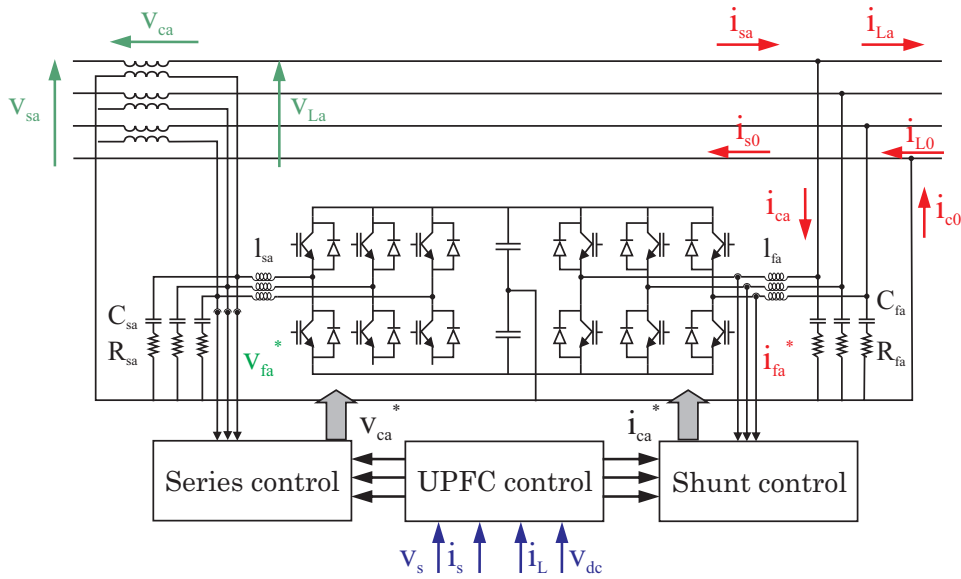 v_ca
i_sa
i_La
v_sa
v_La
i_s0
i_L0
i_ca
i_c0
l_sa
l_fa
C_sa
C_fa
R_sa
v_fa*
i_fa*
R_fa
v_ca*
i_ca*
Series control
UPFC control
Shunt control
v_s
i_s
i_L
v_dc